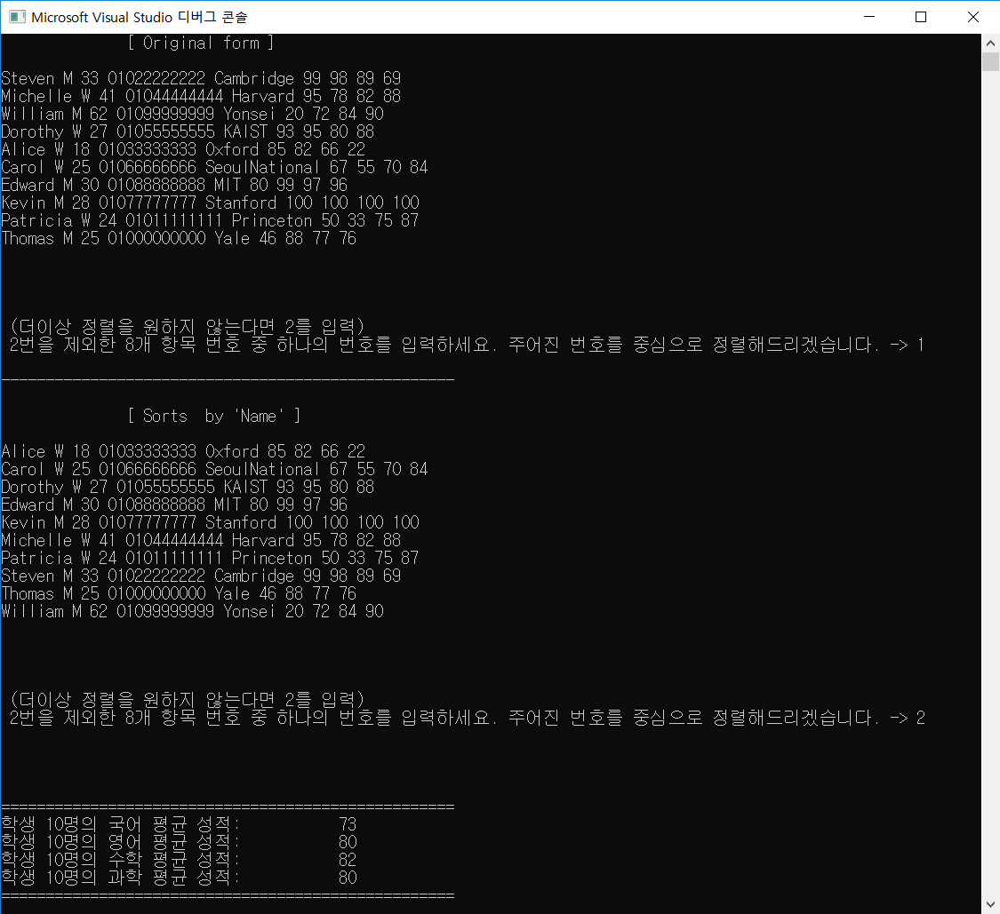 Microsoft Visual Studio 디버그 콘솔
[ Original form ]
Steven M 33 01022222222 Cambridge 99 98 89 69
Michelle W 41 01044444444 Harvard 95 78 82 88
William M 62 01099999999 Yonsei 20 72 84 90
Dorothy W 27 01055555555 KAIST 93 95 80 88
Alice W 18 01033333333 Oxford 85 82 66 22
Carol W 25 01066666666 SeoulNational 67 55 70 84
Edward M 30 01088888888 MIT 80 99 97 96
Kevin M 28 01077777777 Stanford 100 100 100 100
Patricia W 24 01011111111 Princeton 50 33 75 87
Thomas M 25 01000000000 Yale 46 88 77 76
(더이상 정렬을 원하지 않는다면 2를 입력)
2번을 제외한 8개 항목 번호 중 하나의 번호를 입력하세요. 주어진 번호를 중심으로 정렬해드리겠습니다. -> 1
---------------------------------------------------
[ Sorts  by 'Name' ]
Alice W 18 01033333333 Oxford 85 82 66 22
Carol W 25 01066666666 SeoulNational 67 55 70 84
Dorothy W 27 01055555555 KAIST 93 95 80 88
Edward M 30 01088888888 MIT 80 99 97 96
Kevin M 28 01077777777 Stanford 100 100 100 100
Michelle W 41 01044444444 Harvard 95 78 82 88
Patricia W 24 01011111111 Princeton 50 33 75 87
Steven M 33 01022222222 Cambridge 99 98 89 69
Thomas M 25 01000000000 Yale 46 88 77 76
William M 62 01099999999 Yonsei 20 72 84 90
(더이상 정렬을 원하지 않는다면 2를 입력)
2번을 제외한 8개 항목 번호 중 하나의 번호를 입력하세요. 주어진 번호를 중심으로 정렬해드리겠습니다. -> 2
===================================================
학생 10명의 국어 평균 성적:           73
학생 10명의 영어 평균 성적:           80
학생 10명의 수학 평균 성적:           82
학생 10명의 과학 평균 성적:           80
===================================================